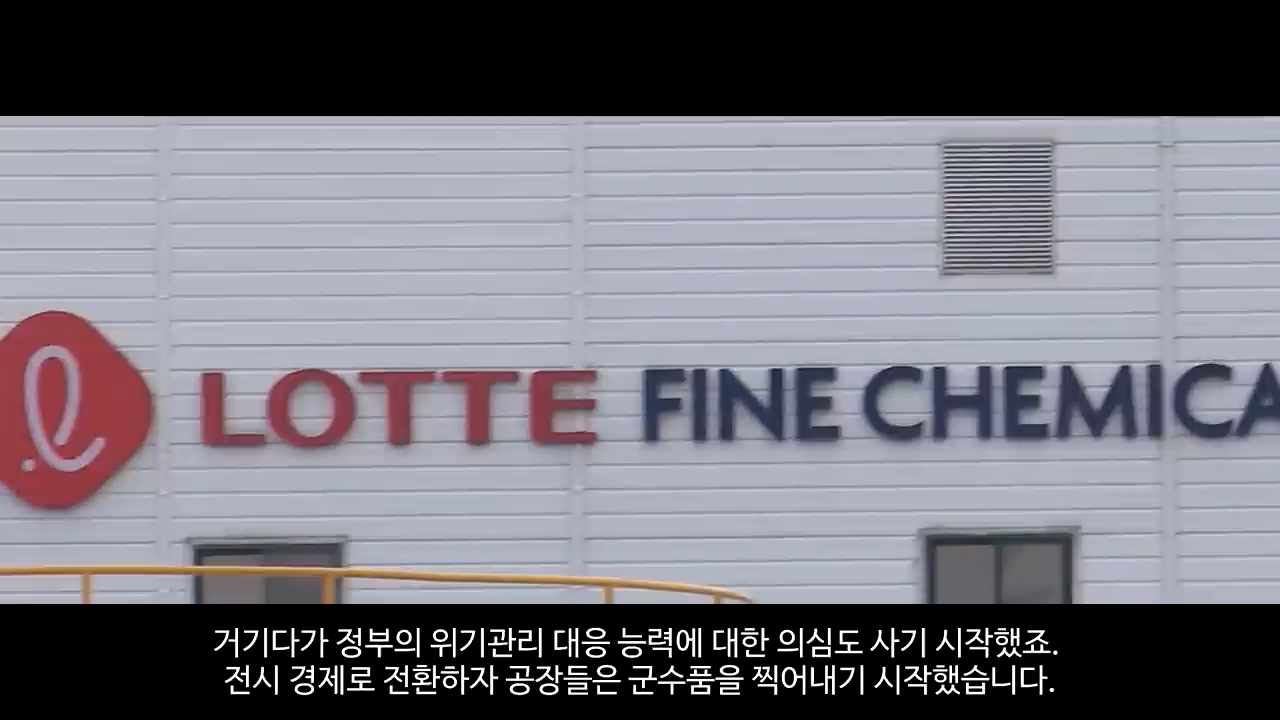 LOTTE FINE CHEMICA
거기다가 정부의 위기관리 대응 능력에 대한 의심도 사기 시작했죠.
전시 경제로 전환하자 공장들은 군수품을 찍어내기 시작했습니다.